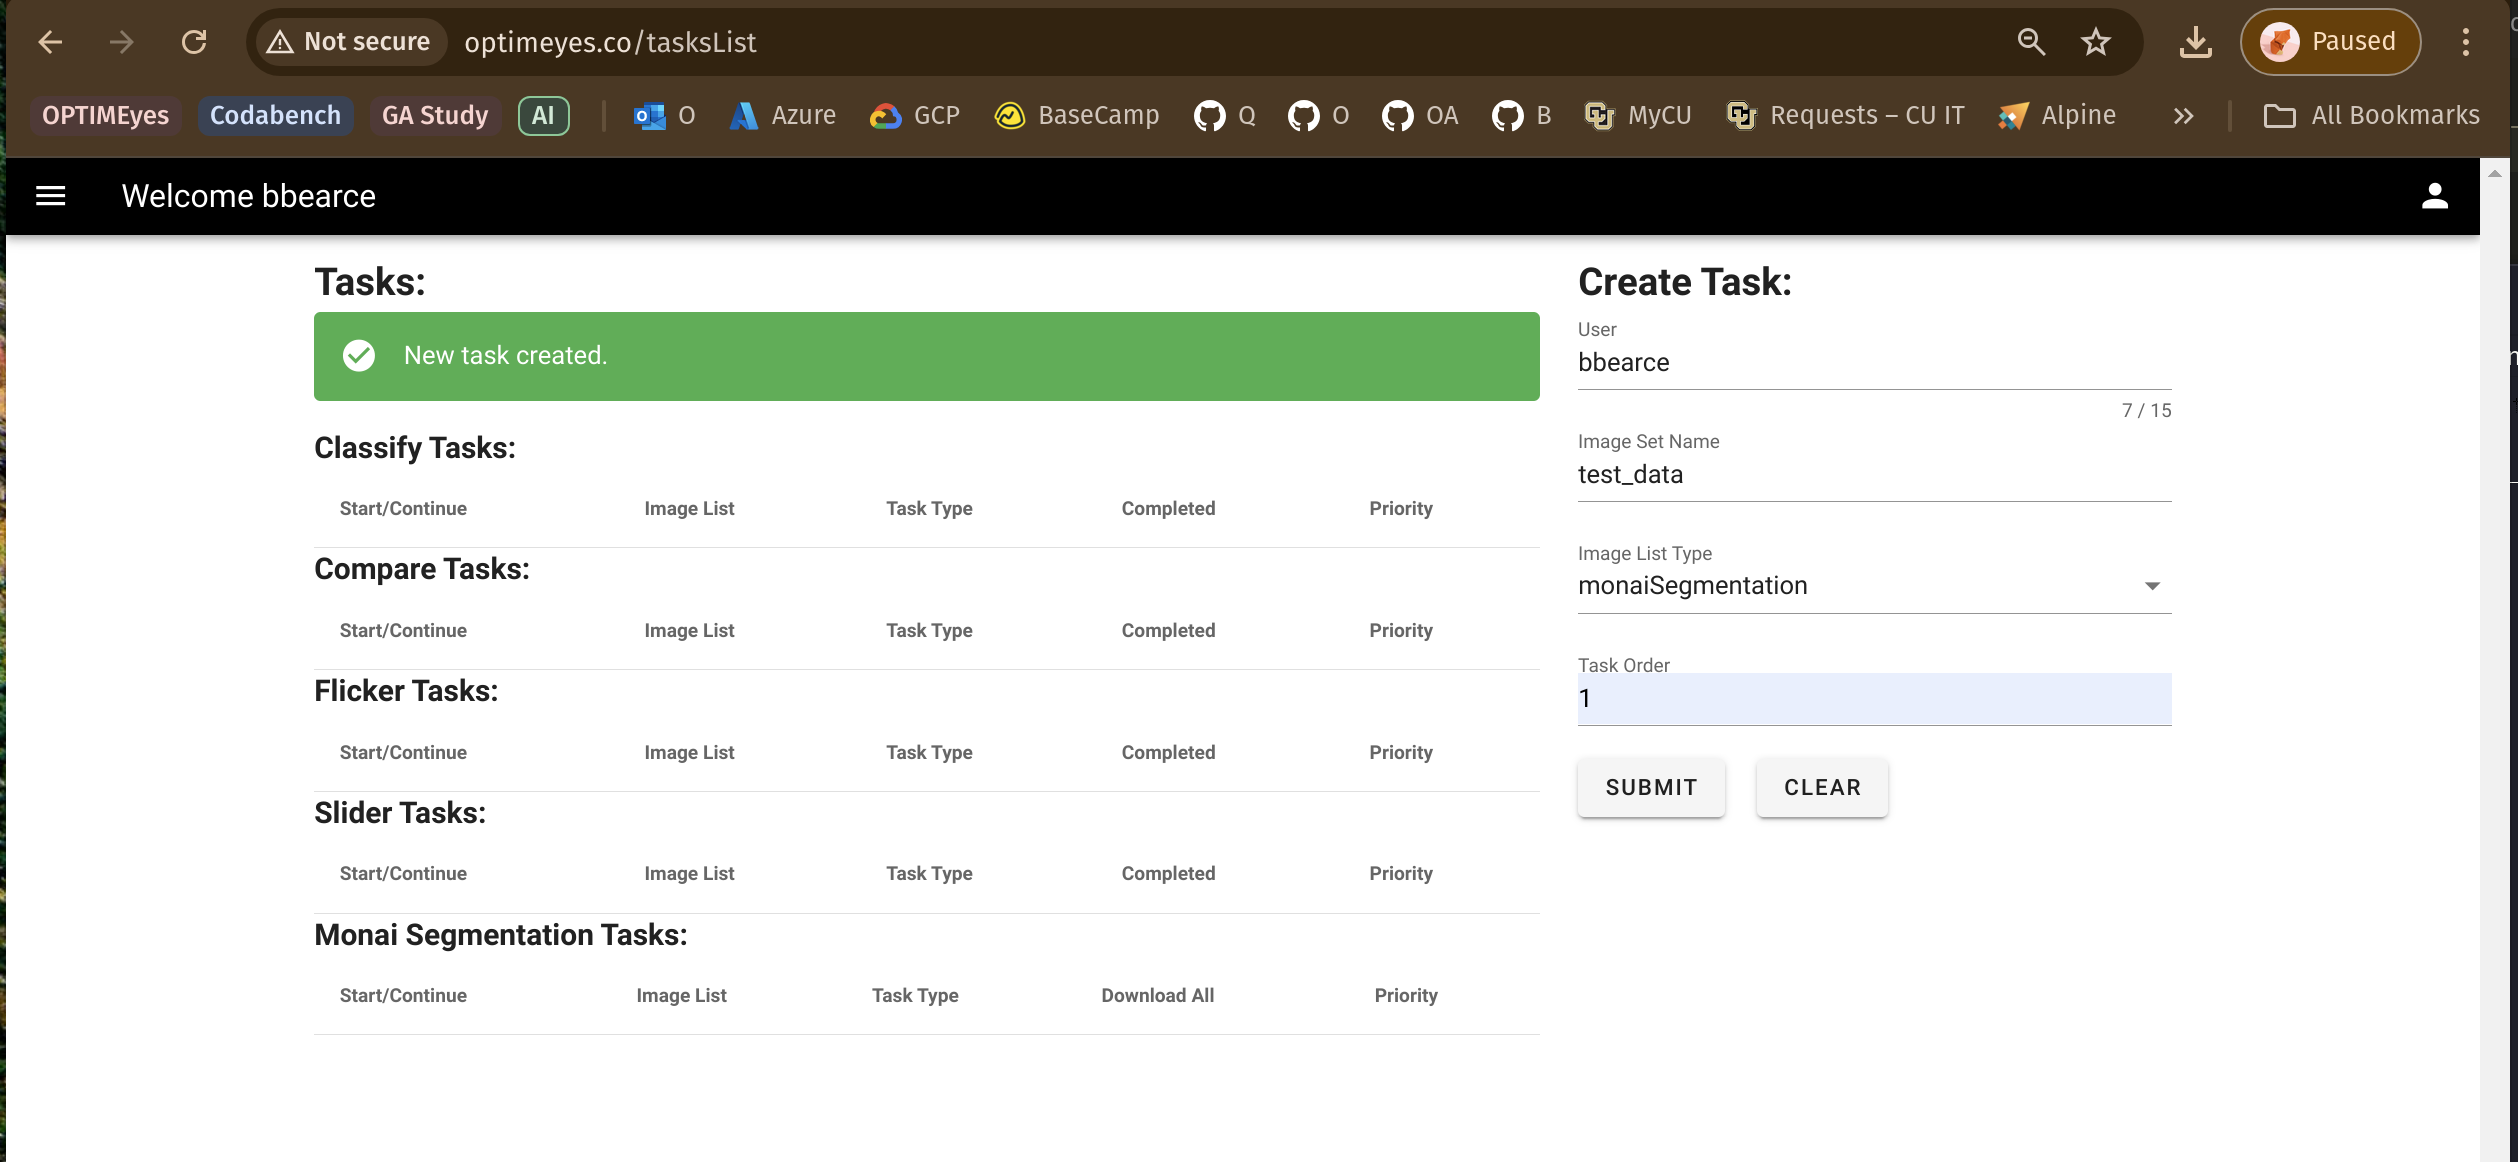 Not secure
optimeyes.co/tasksList
Paused
OPTIMEyes
Codabench
GA Study
AI
O
Azure
GCP
BaseCamp
Q
O
OA
B
MyCU
Requests – CU IT
Alpine
All Bookmarks
Welcome bbearce
Tasks:
New task created.
Classify Tasks:
Start/Continue Image List Task Type Completed Priority
Compare Tasks:
Start/Continue Image List Task Type Completed Priority
Flicker Tasks:
Start/Continue Image List Task Type Completed Priority
Slider Tasks:
Start/Continue Image List Task Type Completed Priority
Monai Segmentation Tasks:
Start/Continue Image List Task Type Download All Priority
Create Task:
User
bbearce
7 / 15
Image Set Name
test_data
Image List Type
monaiSegmentation
Task Order
1
SUBMIT
CLEAR